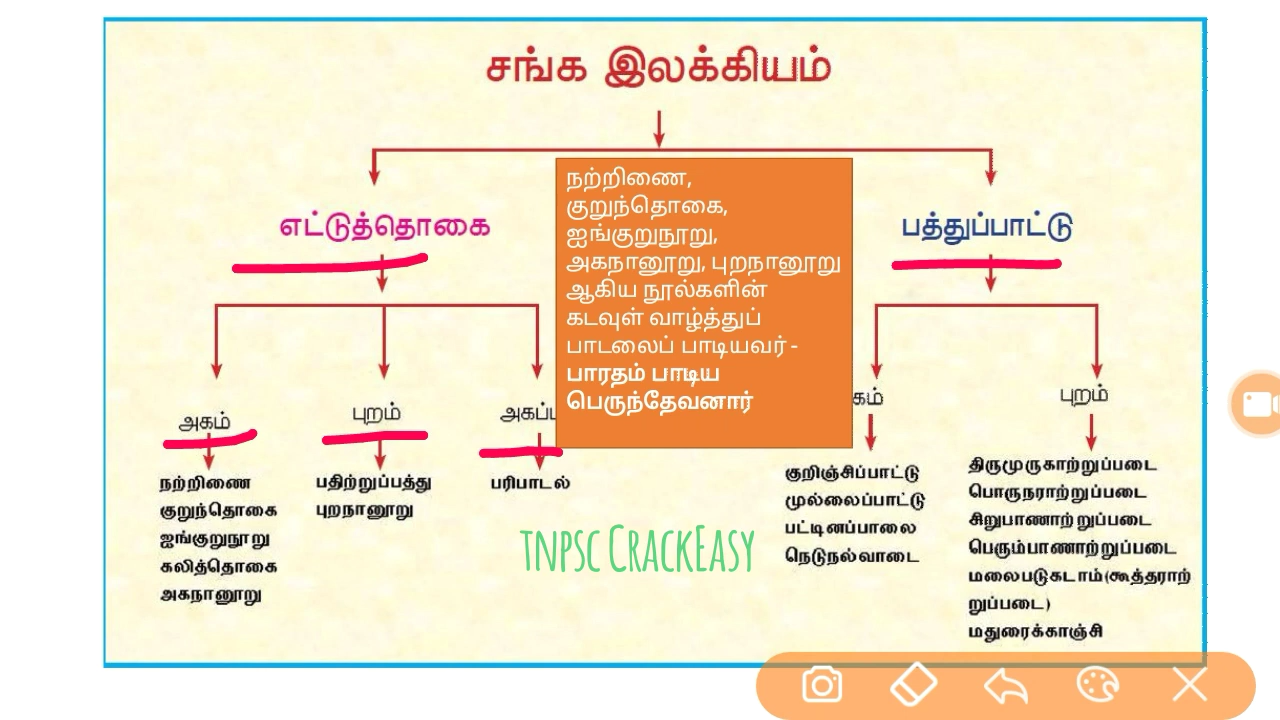 சங்க இலக்கியம்
எட்டுத்தொகை
பத்துப்பாட்டு
நற்றிணை,
குறுந்தொகை,
ஐங்குறுநூறு,
அகநானூறு, புறநானூறு
ஆகிய நூல்களின்
கடவுள் வாழ்த்துப்
பாடலைப் பாடியவர் -
பாரதம் பாடிய
பெருந்தேவனார்
அகம்
நற்றிணை
குறுந்தொகை
ஐங்குறுநூறு
கலித்தொகை
அகநானூறு
புறம்
பதிற்றுப்பத்து
புறநானூறு
பரிபாடல்
குறிஞ்சிப்பாட்டு
முல்லைப்பாட்டு
பட்டினப்பாலை
நெடுநல்வாடை
புறம்
திருமுருகாற்றுப்படை
பொருநராற்றுப்படை
சிறுபாணாற்றுப்படை
பெரும்பாணாற்றுப்படை
மலைபடுகடாம்(கூத்தராற்
றுப்படை)
மதுரைக்காஞ்சி
TNPSC CrackEasy